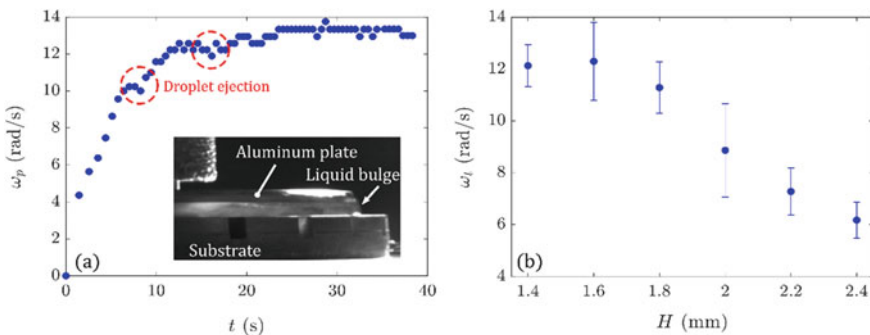 14
12
10
8
6
4
2
0
ω_p (rad/s)
Droplet ejection
Aluminum plate
Liquid bulge
Substrate
(a)
0
10
20
30
40
t (s)
14
12
10
8
6
4
ω_l (rad/s)
(b)
1.4
1.6
1.8
2
2.2
2.4
H (mm)